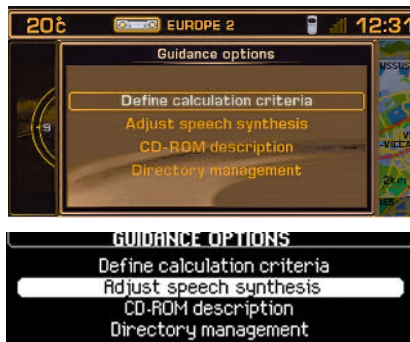 20c EUROPE 2 12:31
Guidance options
Define calculation criteria
Adjust speech synthesis
CD-ROM description
Directory management
GUIDANCE OPTIONS
Define calculation criteria
Adjust speech synthesis
CD-ROM description
Directory management